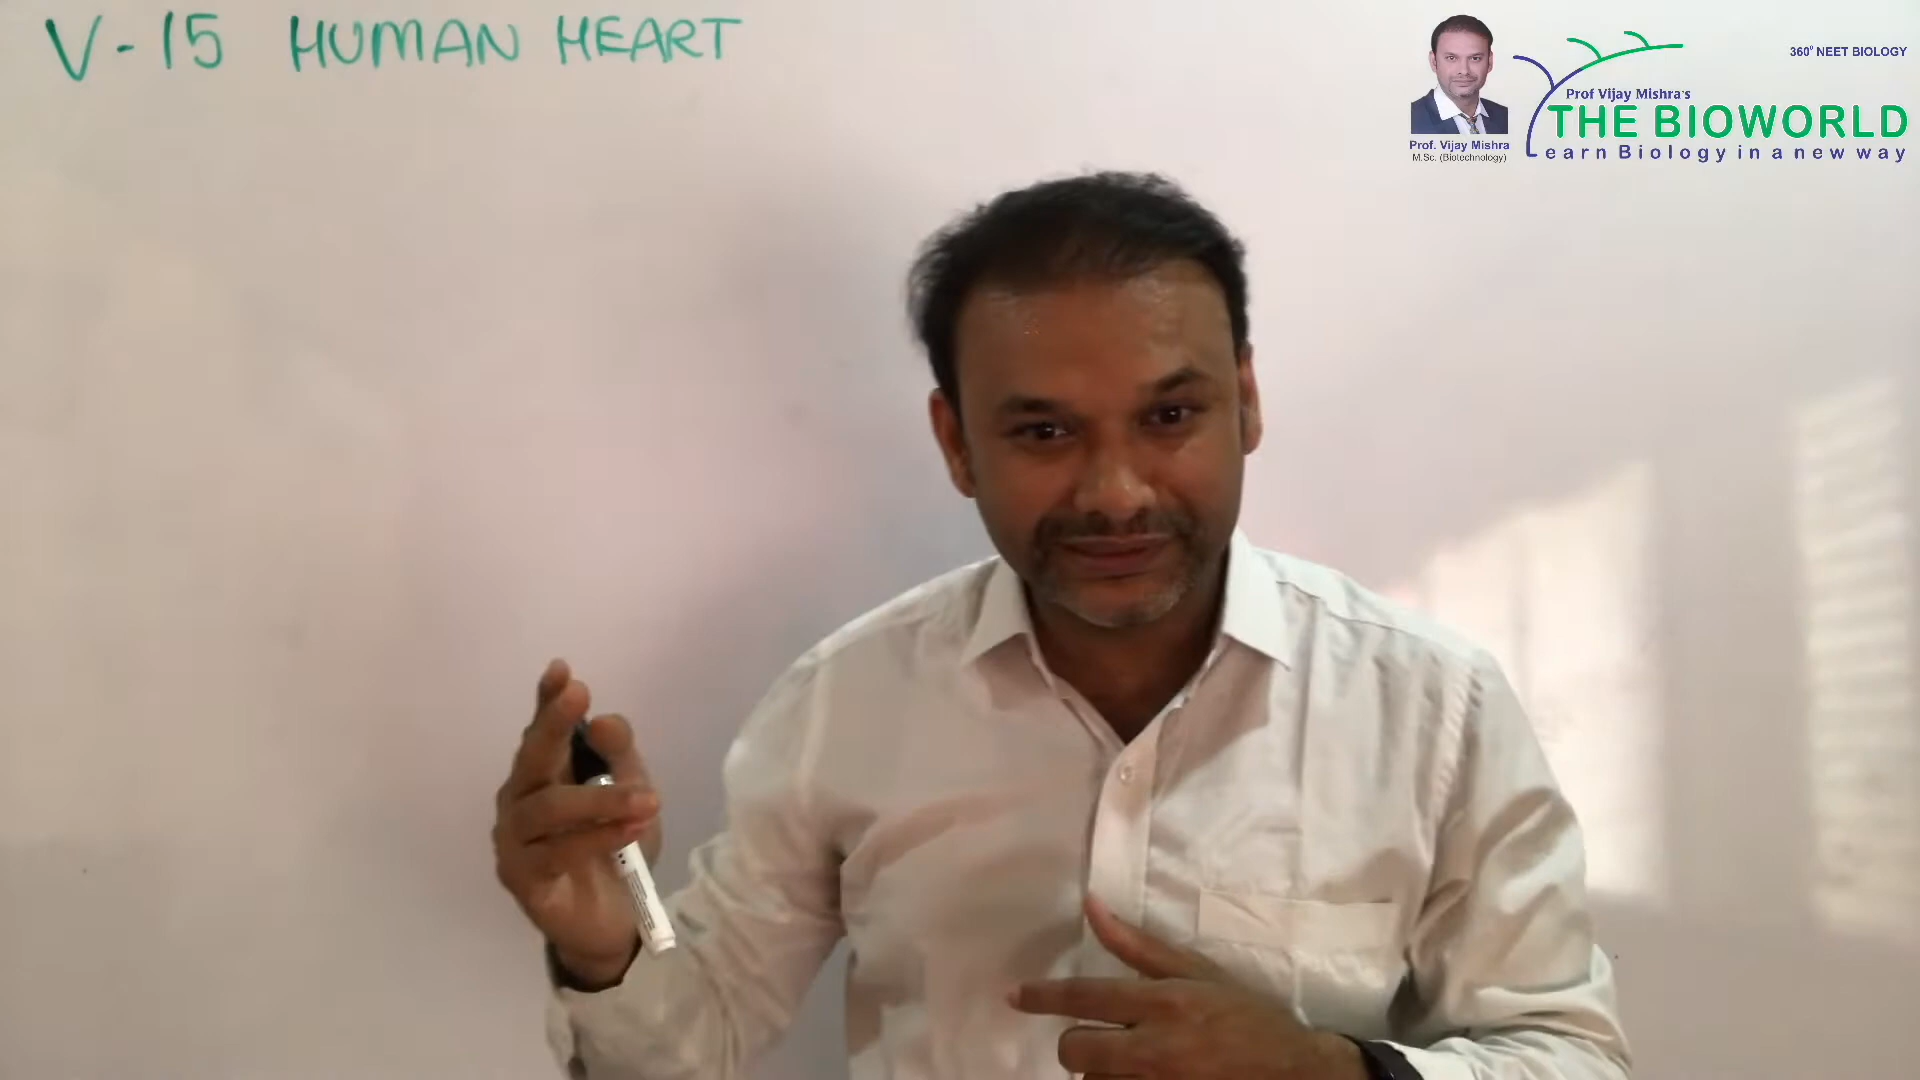 V-15 HUMAN HEART
360° NEET BIOLOGY
Prof Vijay Mishra's
THE BIOWORLD
Learn Biology in a new way
Prof. Vijay Mishra
M.Sc. (Biotechnology)